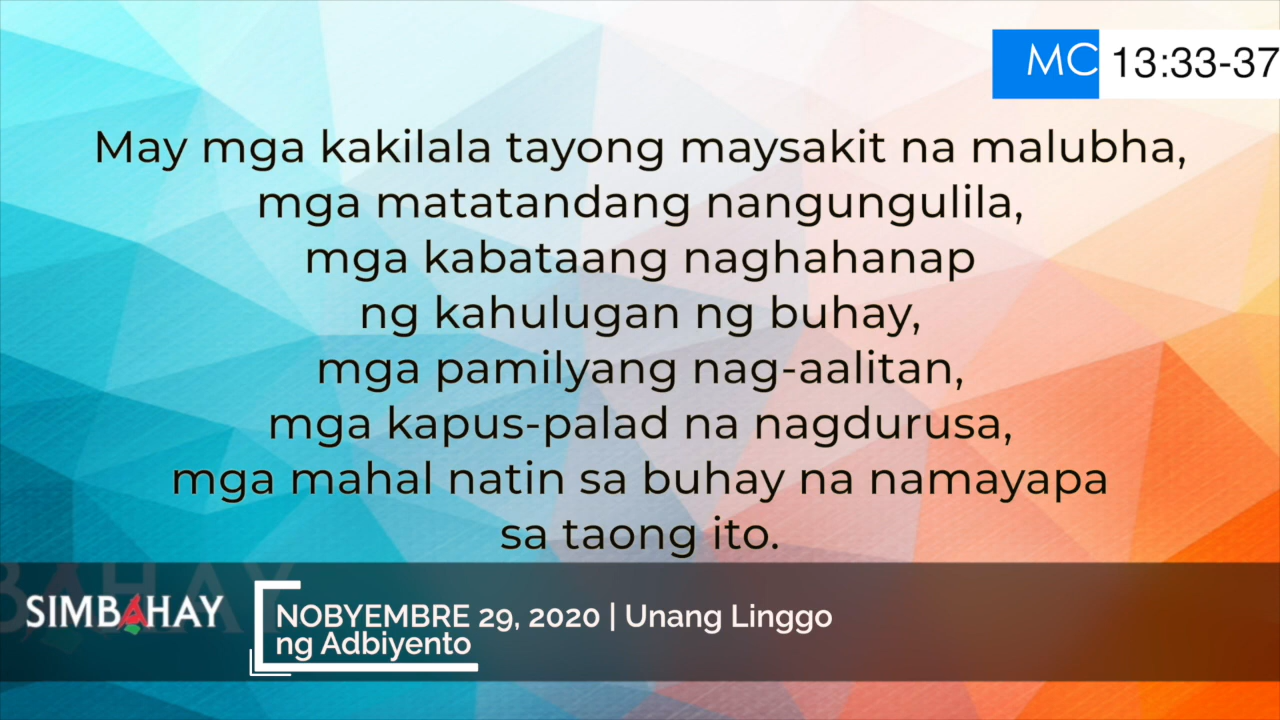 MC 13:33-37
May mga kakilala tayong maysakit na malubha,
mga matatandang nangungulila,
mga kabataang naghahanap
ng kahulugan ng buhay,
mga pamilyang nag-aalitan,
mga kapus-palad na nagdurusa,
mga mahal natin sa buhay na namayapa
sa taong ito.
SIMBAHAY
NOBYEMBRE 29, 2020 | Unang Linggo
ng Adbiyento